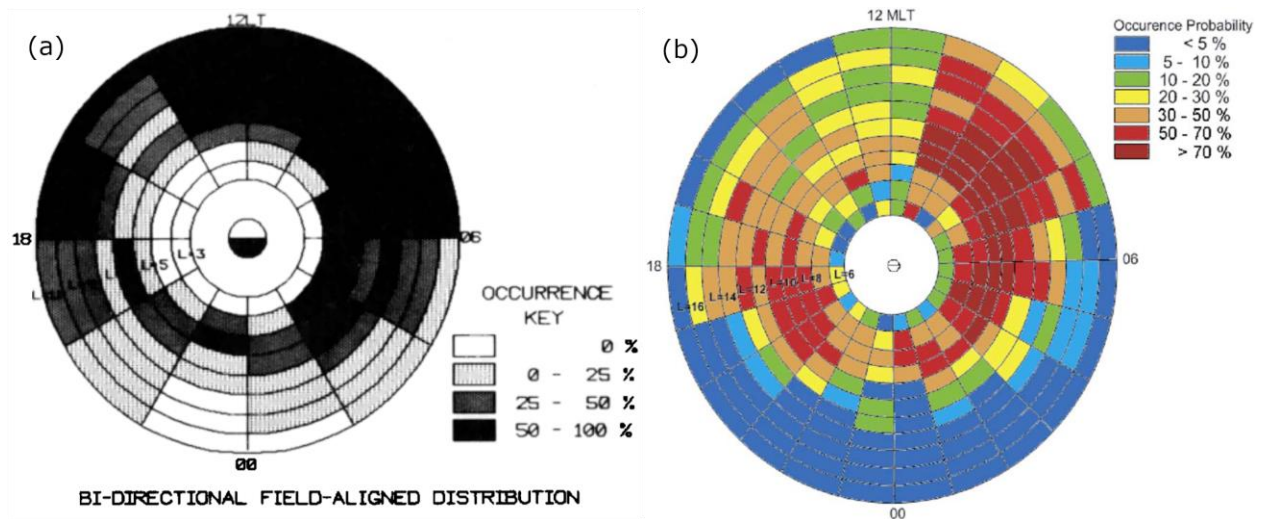 (a)
12LT
18
06
L=5
L=3
00
OCCURRENCE
KEY
0 %
0 - 25 %
25 - 50 %
50 - 100 %
BI-DIRECTIONAL FIELD-ALIGNED DISTRIBUTION
(b)
12 MLT
Occurence Probability
< 5 %
5 - 10 %
10 - 20 %
20 - 30 %
30 - 50 %
50 - 70 %
> 70 %
18
06
L=16
L=14
L=12
L=10
L=8
L=6
00